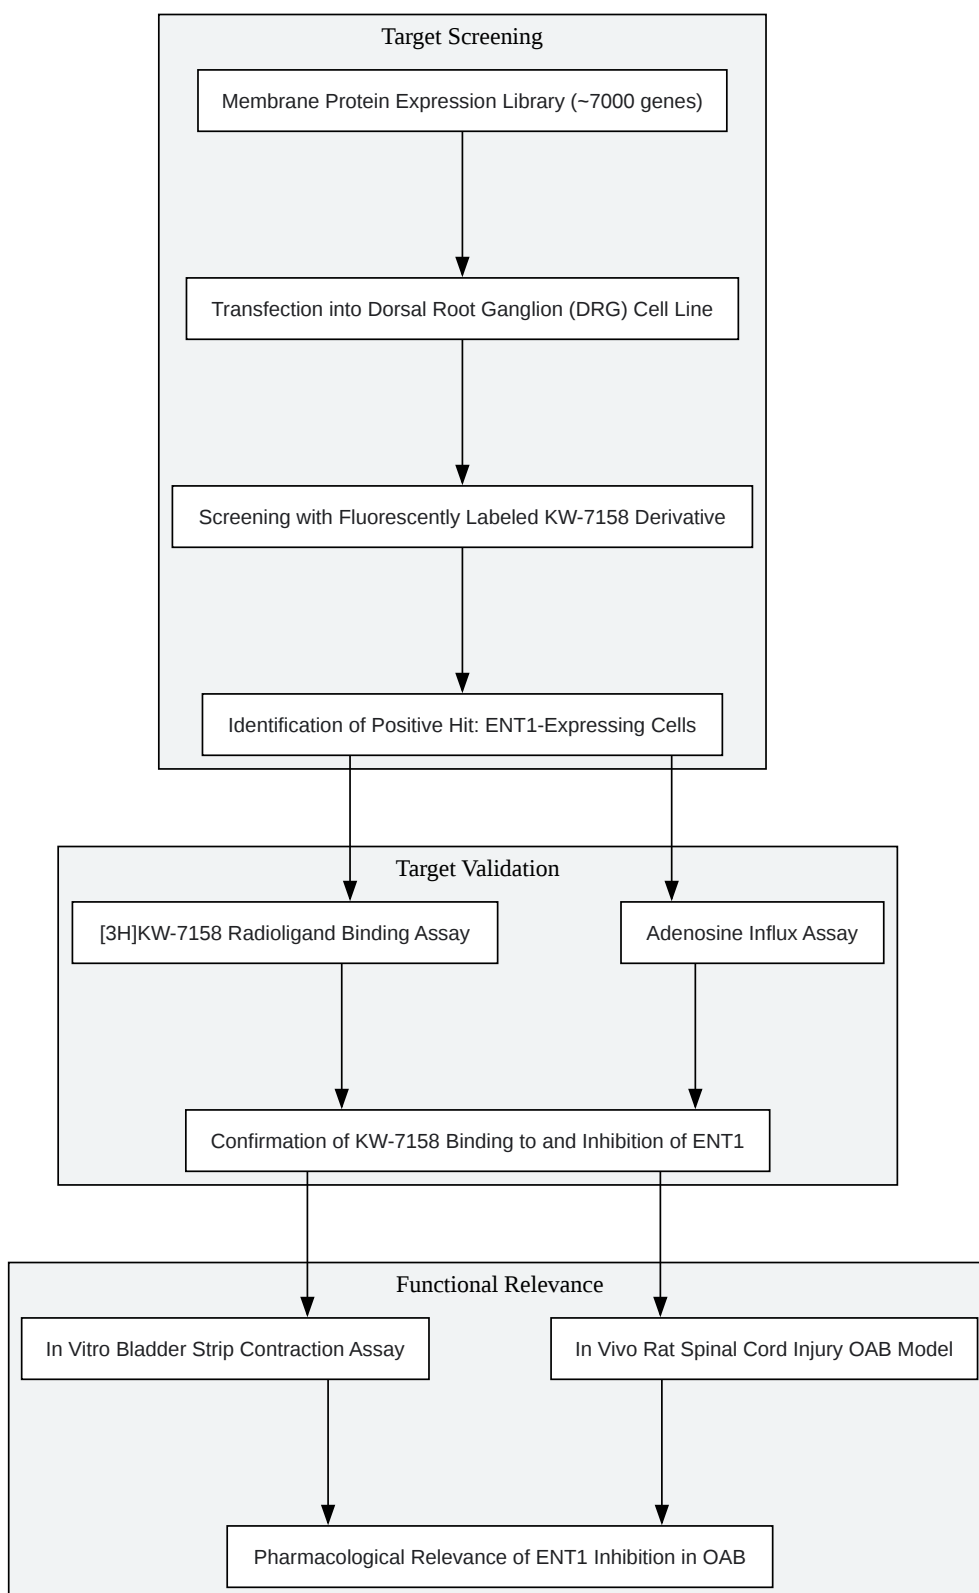 Target Screening
Membrane Protein Expression Library (~7000 genes)
Transfection into Dorsal Root Ganglion (DRG) Cell Line
Screening with Fluorescently Labeled KW-7158 Derivative
Identification of Positive Hit: ENT1-Expressing Cells
Target Validation
[3H]KW-7158 Radioligand Binding Assay
Adenosine Influx Assay
Confirmation of KW-7158 Binding to and Inhibition of ENT1
Functional Relevance
In Vitro Bladder Strip Contraction Assay
In Vivo Rat Spinal Cord Injury OAB Model
Pharmacological Relevance of ENT1 Inhibition in OAB